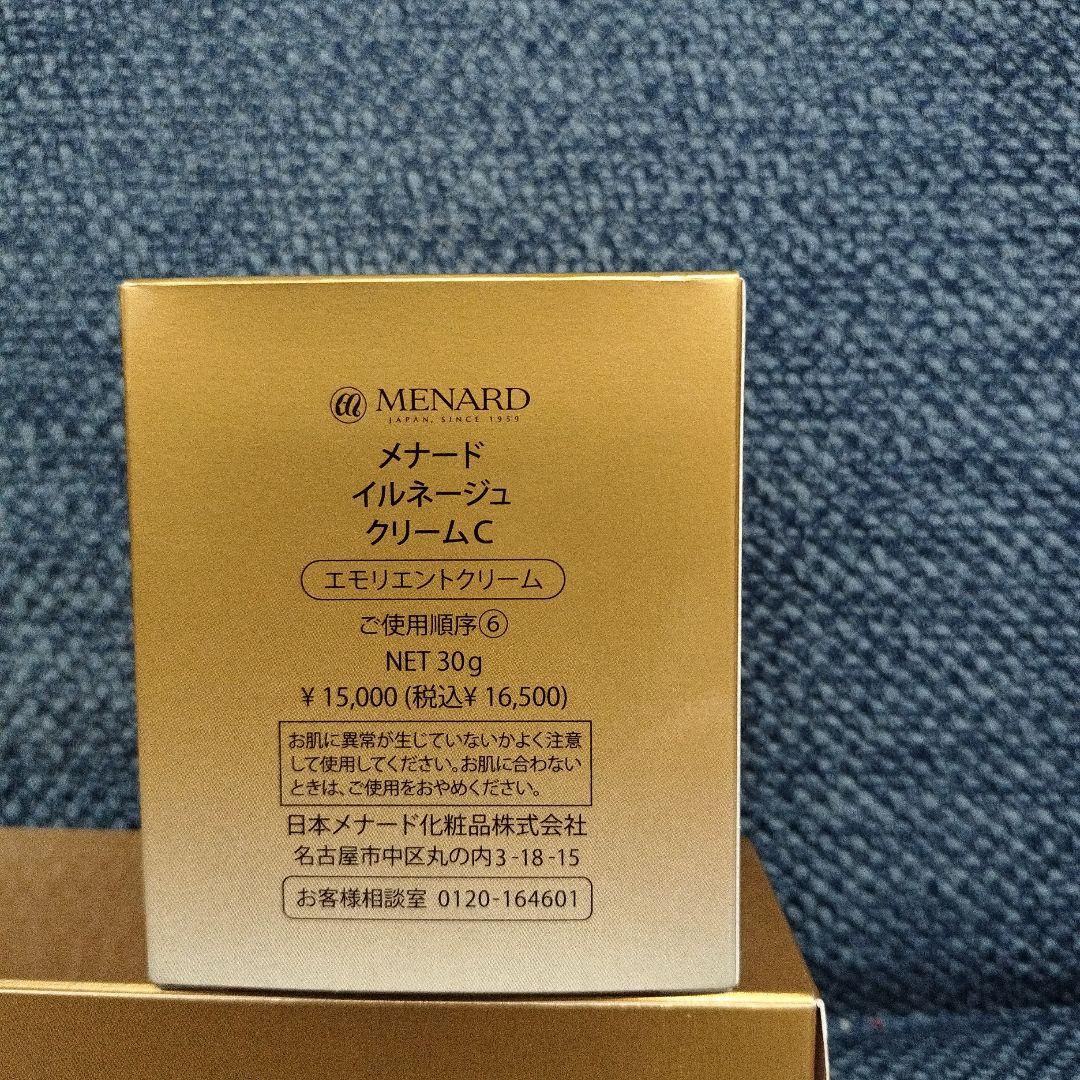 MENARD
JAPAN, SINCE 1959
メナード
イルネージュ
クリームC
エモリエントクリーム
ご使用順序⑥
NET 30g
¥ 15,000 (税込¥ 16,500)
お肌に異常が生じていないかよく注意
して使用してください。お肌に合わない
ときは、ご使用をおやめください。
日本メナード化粧品株式会社
名古屋市中区丸の内3-18-15
お客様相談室 0120-164601